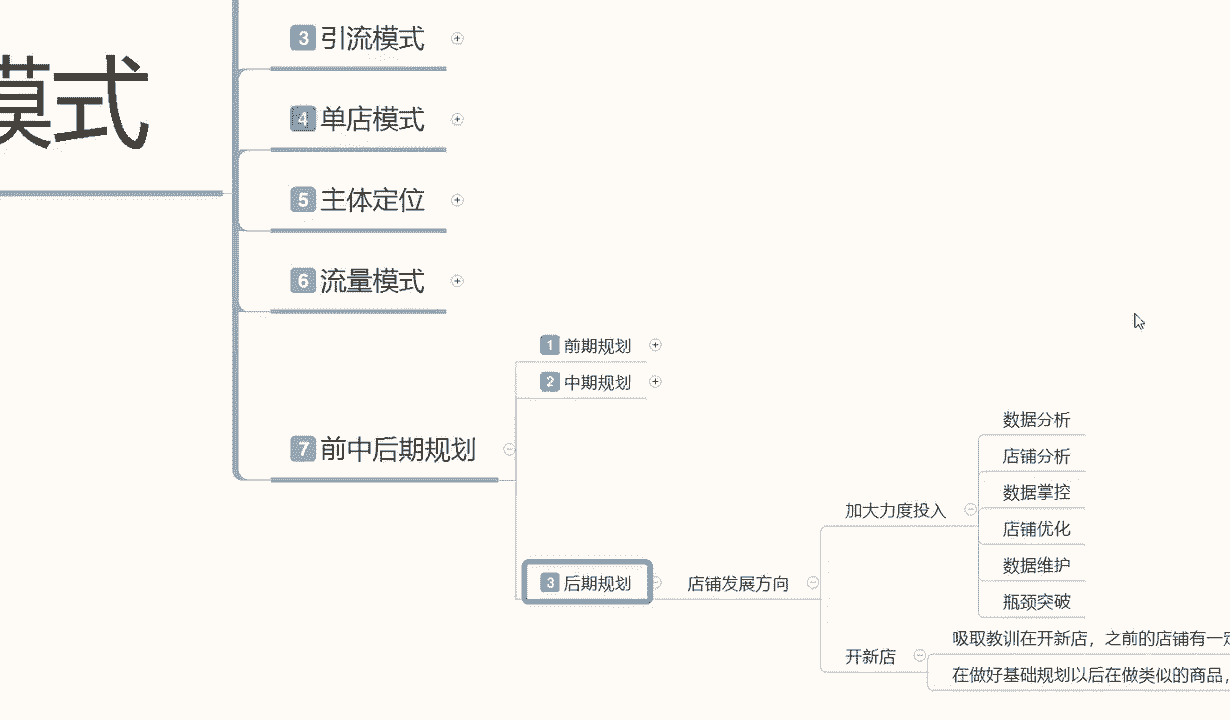 模式
3 引流模式
4 单店模式
5 主体定位
6 流量模式
7 前中后期规划
1 前期规划
2 中期规划
3 后期规划
店铺发展方向
加大力度投入
数据分析
店铺分析
数据掌控
店铺优化
数据维护
瓶颈突破
开新店
吸取教训在开新店，之前的店铺有一定
在做好基础规划以后在做类似的商品，